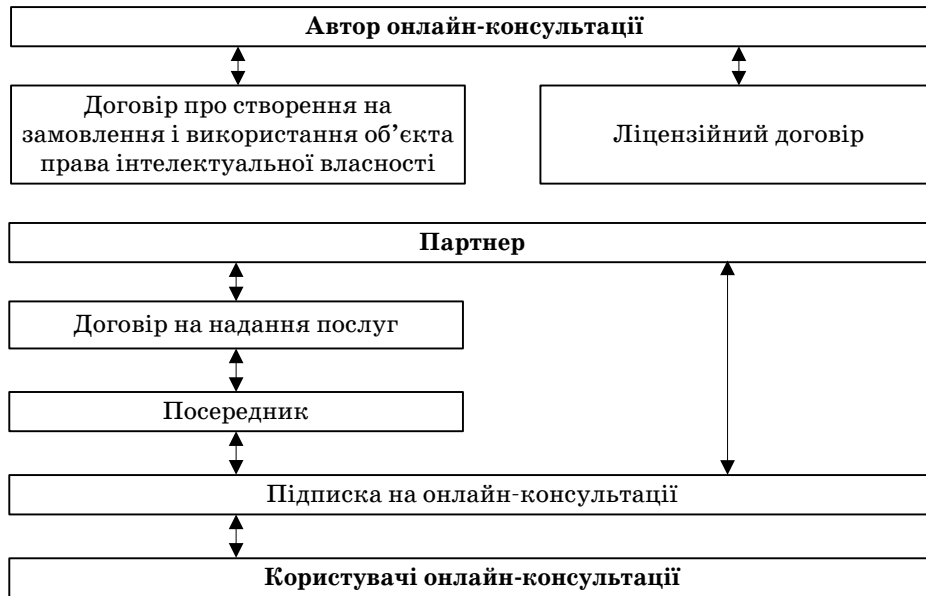 Автор онлайн-консультації
Договір про створення на
замовлення і використання об’єкта
права інтелектуальної власності
Ліцензійний договір
Партнер
Договір на надання послуг
Посередник
Підписка на онлайн-консультації
Користувачі онлайн-консультації